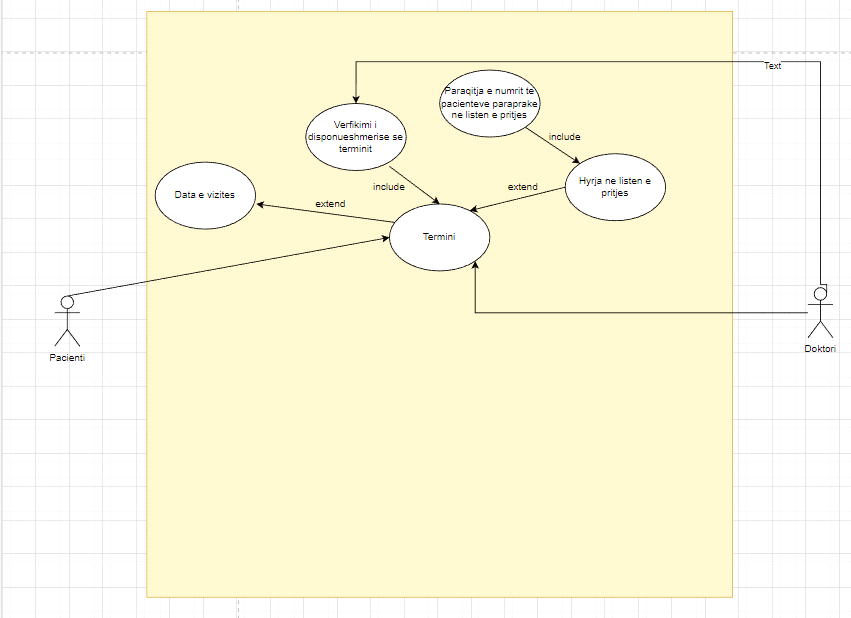 Text
Paraqitja e numrit te
pacienteve paraprake
ne listen e pritjes
Verfikimi i
disponueshmerise se
terminit
include
Hyrja ne listen e
pritjes
include
extend
Data e vizites
extend
Termini
Pacienti
Doktori